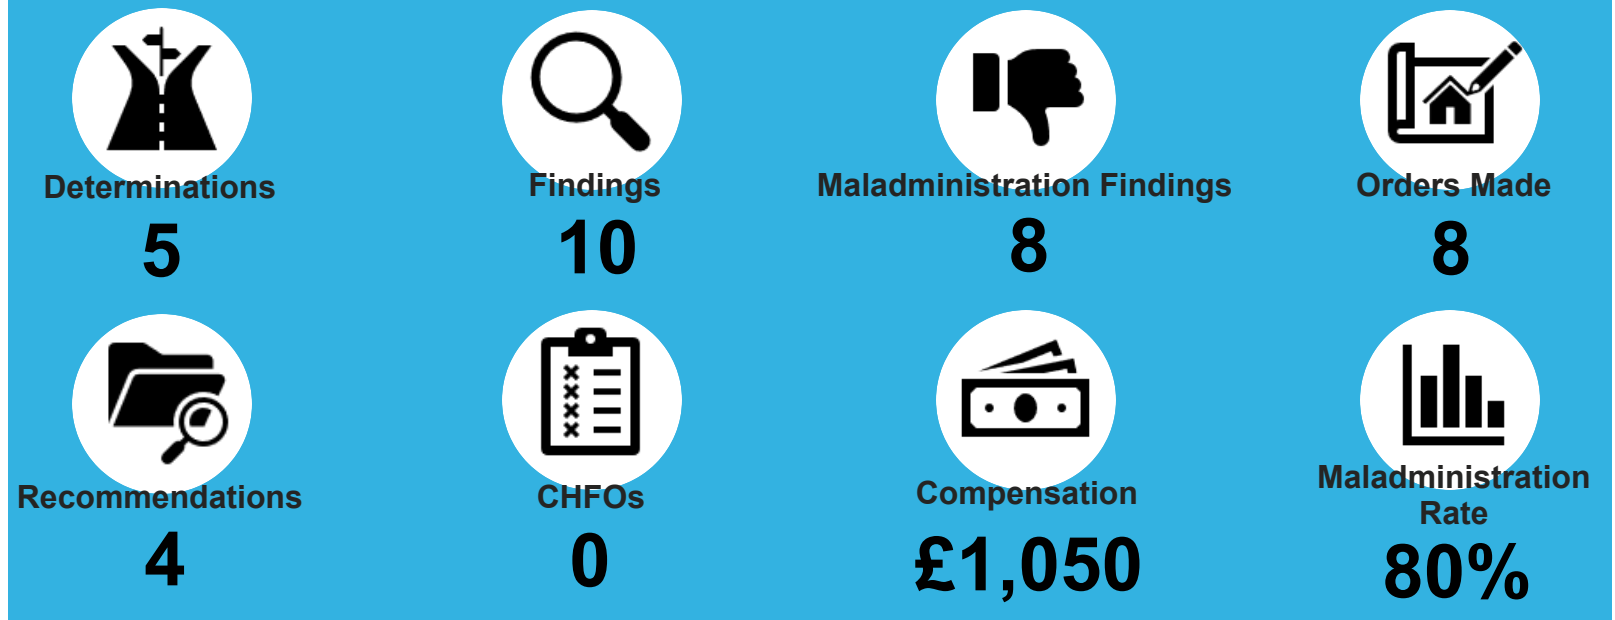 Determinations
5
Findings
10
Maladministration Findings
8
Orders Made
8
Recommendations
4
CHFOs
0
Compensation
£1,050
Maladministration
Rate
80%